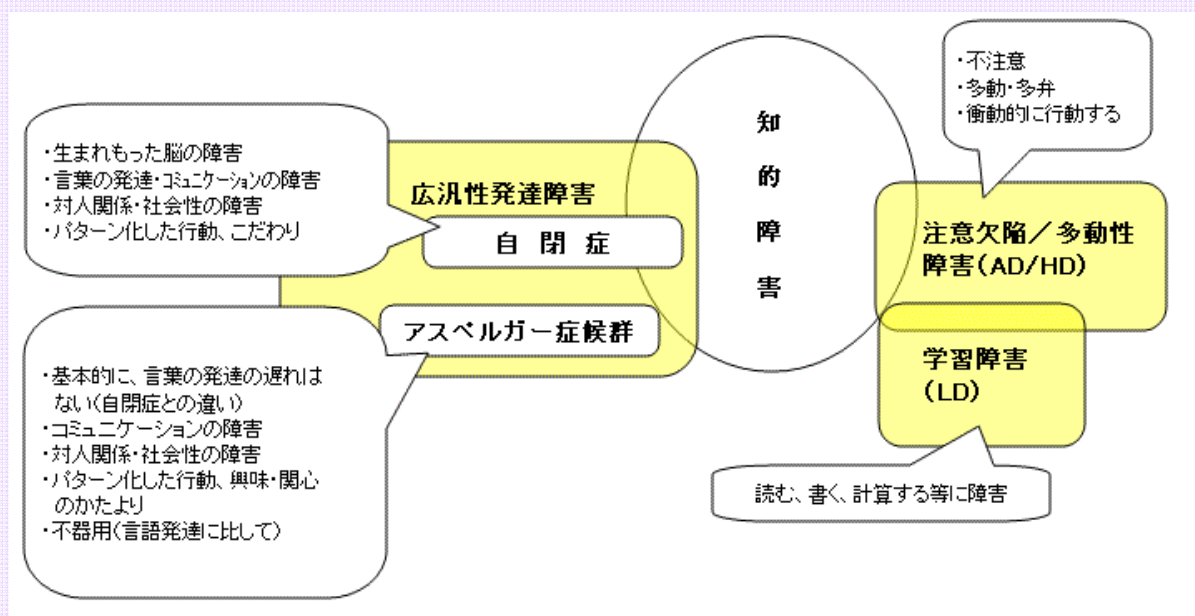 ・生まれもった脳の障害
・言葉の発達・ｺﾐｭﾆｹｰｼｮﾝの障害
・対人関係・社会性の障害
・パターン化した行動、こだわり
広汎性発達障害
自 閉 症
アスペルガー症候群
・基本的に、言葉の発達の遅れは
ない(自閉症との違い)
・コミュニケーションの障害
・対人関係・社会性の障害
・パターン化した行動、興味・関心
のかたより
・不器用(言語発達に比して)
知
的
障
害
・不注意
・多動・多弁
・衝動的に行動する
注意欠陥／多動性
障害(AD/HD)
学習障害
(LD)
読む、書く、計算する等に障害